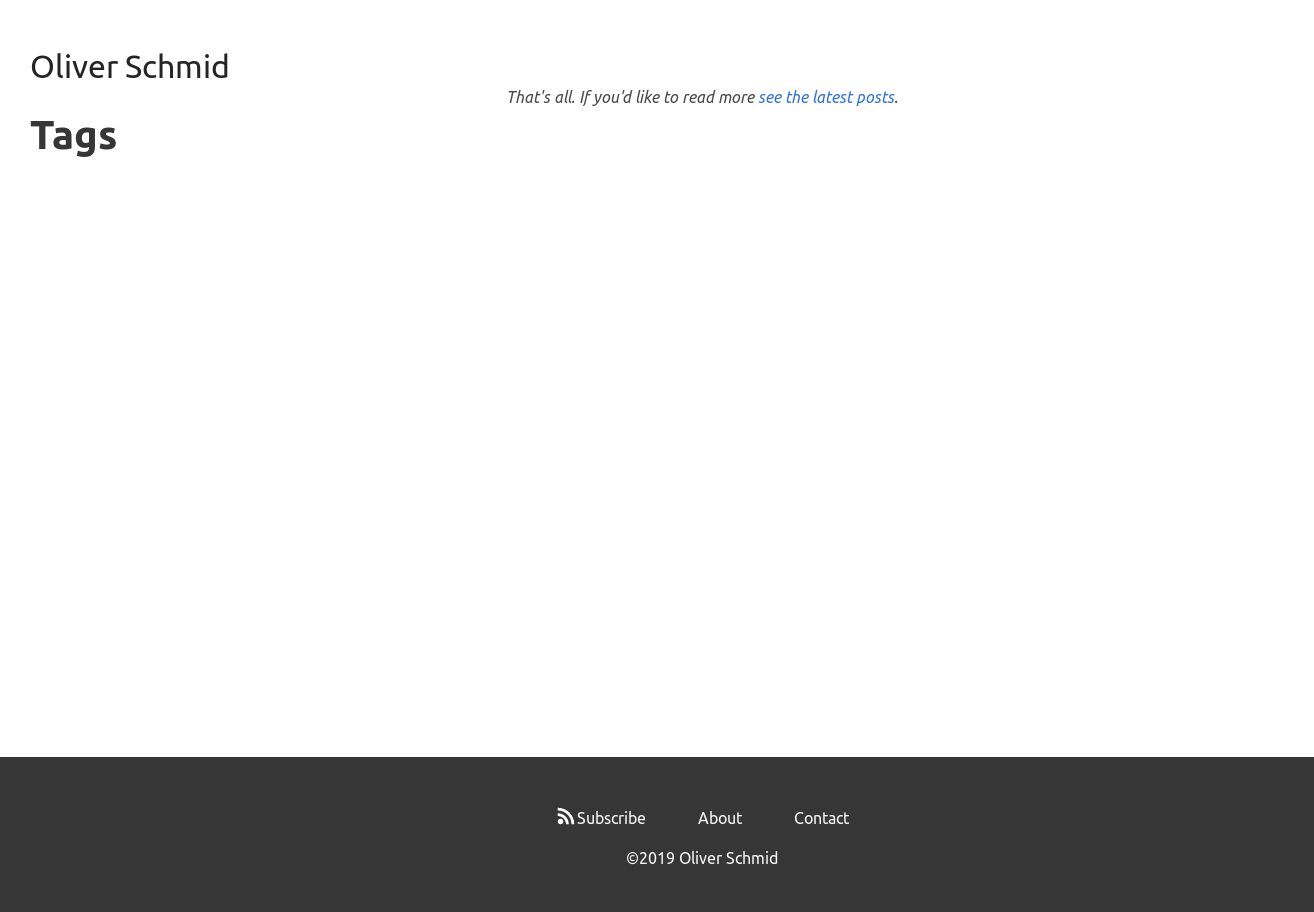 Oliver Schmid
That's all. If you'd like to read more see the latest posts.
Tags
Subscribe About Contact
©2019 Oliver Schmid